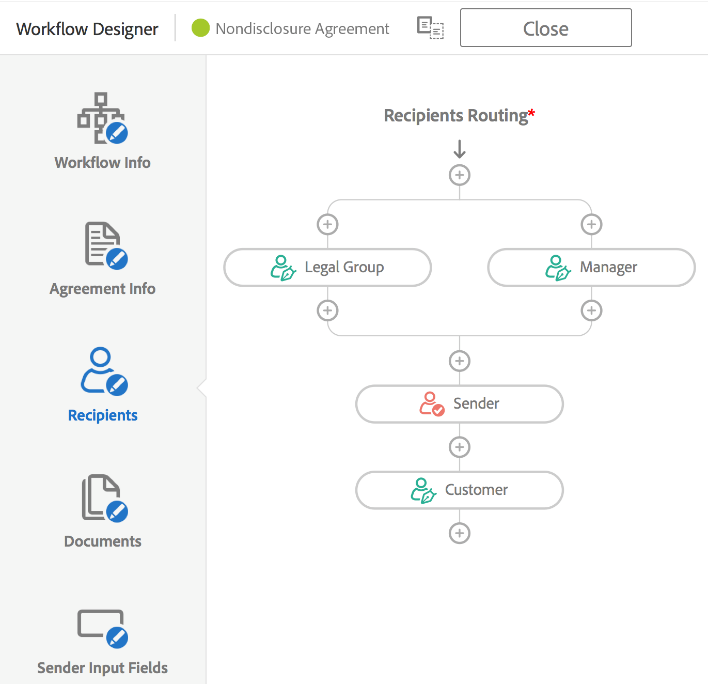 Workflow Designer
Nondisclosure Agreement
Close
Workflow Info
Agreement Info
Recipients
Documents
Sender Input Fields
Recipients Routing*
Legal Group
Manager
Sender
Customer